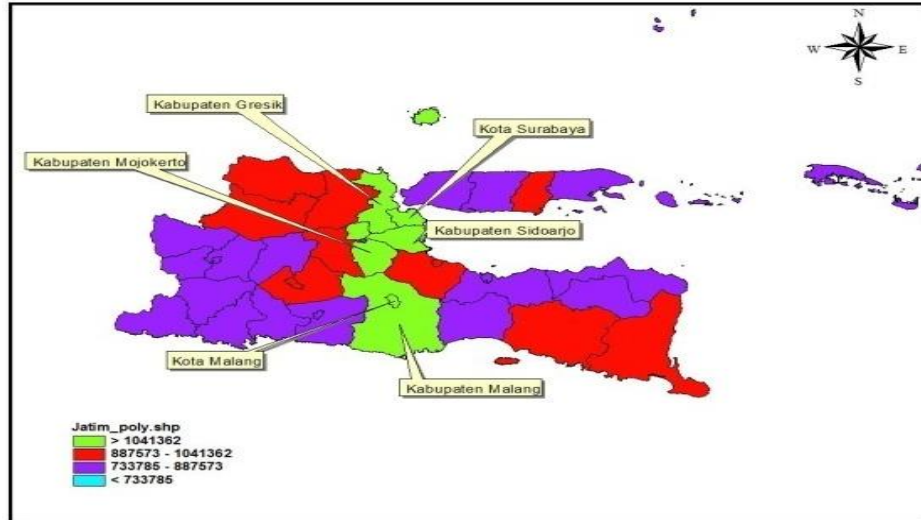 N
W E
S
Kabupaten Gresik
Kota Surabaya
Kabupaten Mojokerto
Kabupaten Sidoarjo
Kota Malang
Kabupaten Malang
Jatim_poly.shp
> 1041362
887573 - 1041362
733785 - 887573
< 733785